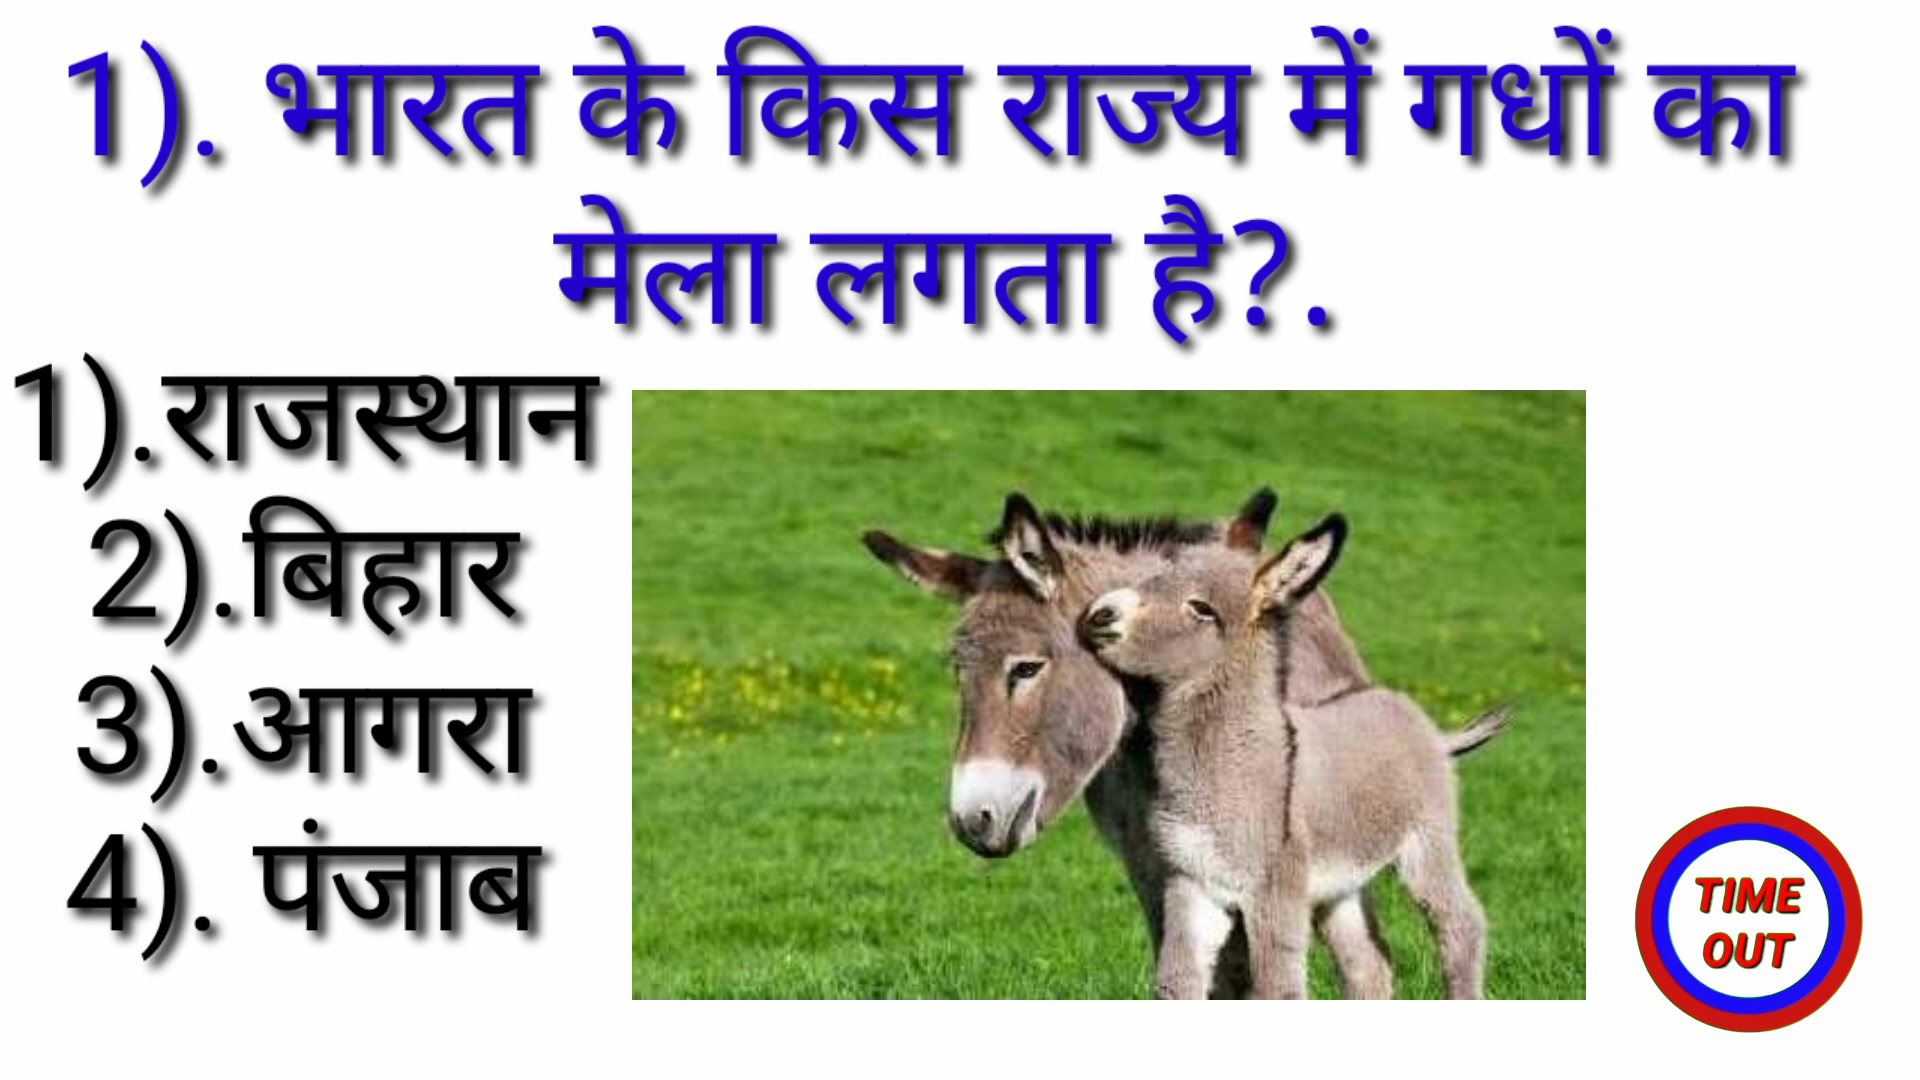 1). भारत के किस राज्य में गधों का
मेला लगता है?.
1).राजस्थान
2).बिहार
3).आगरा
4). पंजाब
TIME
OUT